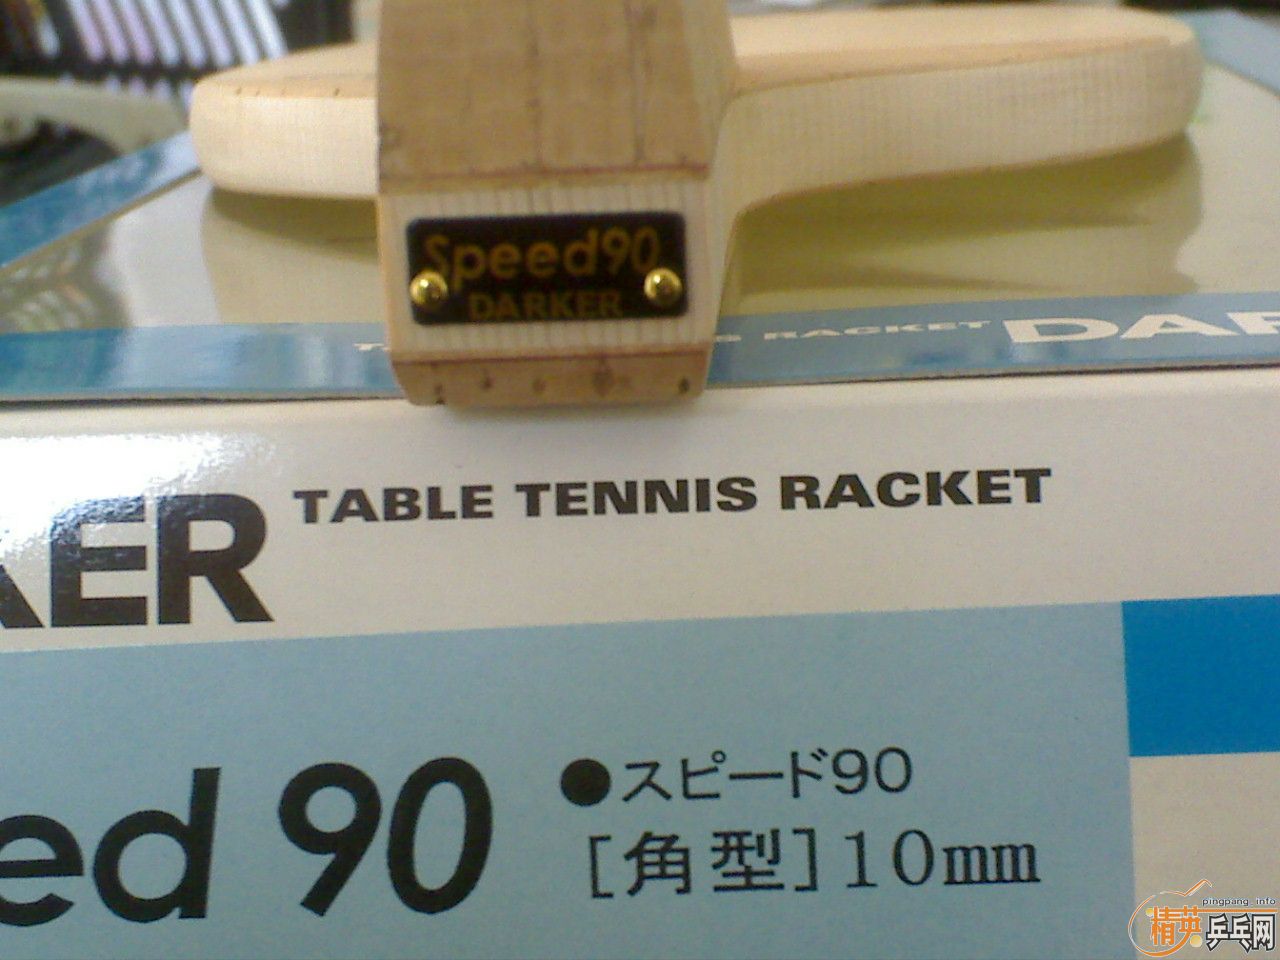 Speed90
DARKER
RACKET DAR
KER TABLE TENNIS RACKET
ed 90
●スピード90
[角型]10mm
pingpang.info
精英乒乓网